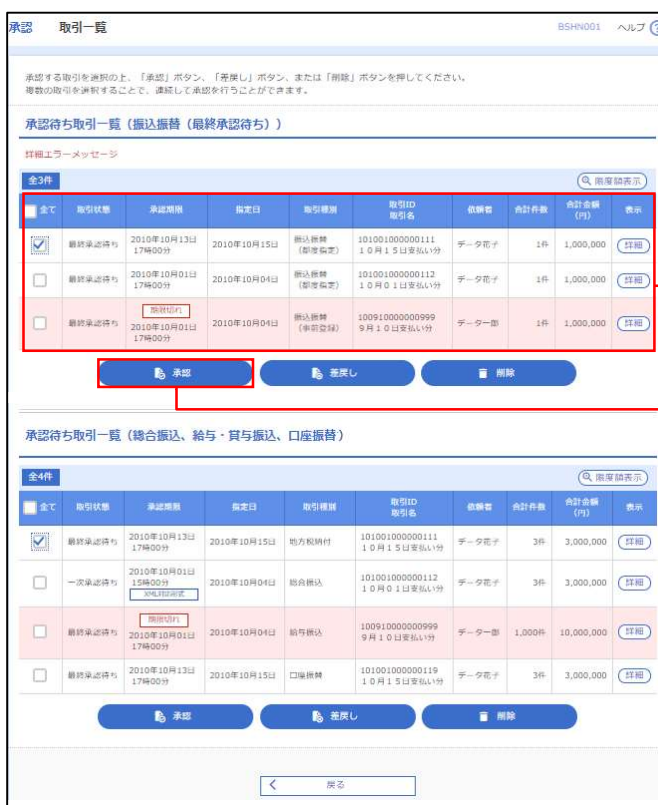 承認 取引一覧 BSHN001 ヘルプ ?
承認する取引を選択の上、「承認」ボタン、「差戻し」ボタン、または「削除」ボタンを押してください。
複数の取引を選択することで、連続して承認を行うことができます。
承認待ち取引一覧（振込振替（最終承認待ち））
詳細エラーメッセージ
全3件 限度額表示
全て 取引状態 承認期限 指定日 取引種別 取引ID 取引名 依頼者 合計件数 合計金額(円) 表示
最終承認待ち 2010年10月13日 17時00分 2010年10月15日 振込振替（都度指定） 101001000000111 10月15日支払い分 データ花子 1件 1,000,000 詳細
最終承認待ち 2010年10月01日 17時00分 2010年10月04日 振込振替（都度指定） 101001000000112 10月01日支払い分 データ花子 1件 1,000,000 詳細
最終承認待ち 期限切れ 2010年10月01日 17時00分 2010年10月04日 振込振替（事前登録） 100910000000999 9月10日支払い分 データ一郎 1件 1,000,000 詳細
承認 差戻し 削除
承認待ち取引一覧（総合振込、給与・賞与振込、口座振替）
全4件 限度額表示
全て 取引状態 承認期限 指定日 取引種別 取引ID 取引名 依頼者 合計件数 合計金額(円) 表示
最終承認待ち 2010年10月13日 17時00分 2010年10月15日 地方税納付 101001000000111 10月15日支払い分 データ花子 3件 3,000,000 詳細
一次承認待ち 2010年10月01日 15時00分 XML対応形式 2010年10月04日 総合振込 101001000000112 10月01日支払い分 データ花子 3件 3,000,000 詳細
最終承認待ち 期限切れ 2010年10月01日 17時00分 2010年10月04日 給与振込 100910000000999 9月10日支払い分 データ一郎 1,000件 10,000,000 詳細
最終承認待ち 2010年10月13日 17時00分 2010年10月15日 口座振替 101001000000119 10月15日支払い分 データ花子 3件 3,000,000 詳細
承認 差戻し 削除
戻る